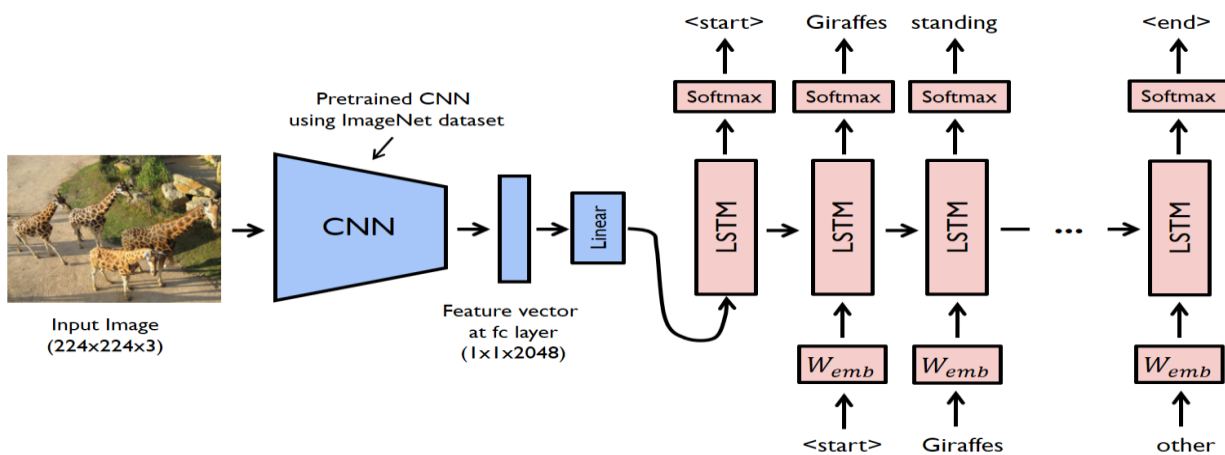 <start> Giraffes standing <end>
Softmax Softmax Softmax Softmax
Pretrained CNN
using ImageNet dataset
CNN
Linear
LSTM LSTM LSTM ... LSTM
Input Image
(224x224x3)
Feature vector
at fc layer
(1x1x2048)
W_emb W_emb W_emb
<start> Giraffes other